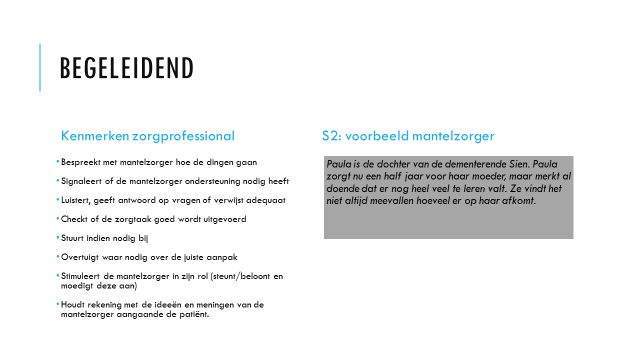 BEGELEIDEND
Kenmerken zorgprofessional
•Bespreekt met mantelzorger hoe de dingen gaan
•Signaleert of de mantelzorger ondersteuning nodig heeft
•Luistert, geeft antwoord op vragen of verwijst adequaat
•Checkt of de zorgtaak goed wordt uitgevoerd
•Stuurt indien nodig bij
•Overtuigt waar nodig over de juiste aanpak
•Stimuleert de mantelzorger in zijn rol (steunt/beloont en
moedigt deze aan)
•Houdt rekening met de ideeën en meningen van de
mantelzorger aangaande de patiënt.
S2: voorbeeld mantelzorger
Paula is de dochter van de dementerende Sien. Paula
zorgt nu een half jaar voor haar moeder, maar merkt al
doende dat er nog heel veel te leren valt. Ze vindt het
niet altijd meevallen hoeveel er op haar afkomt.